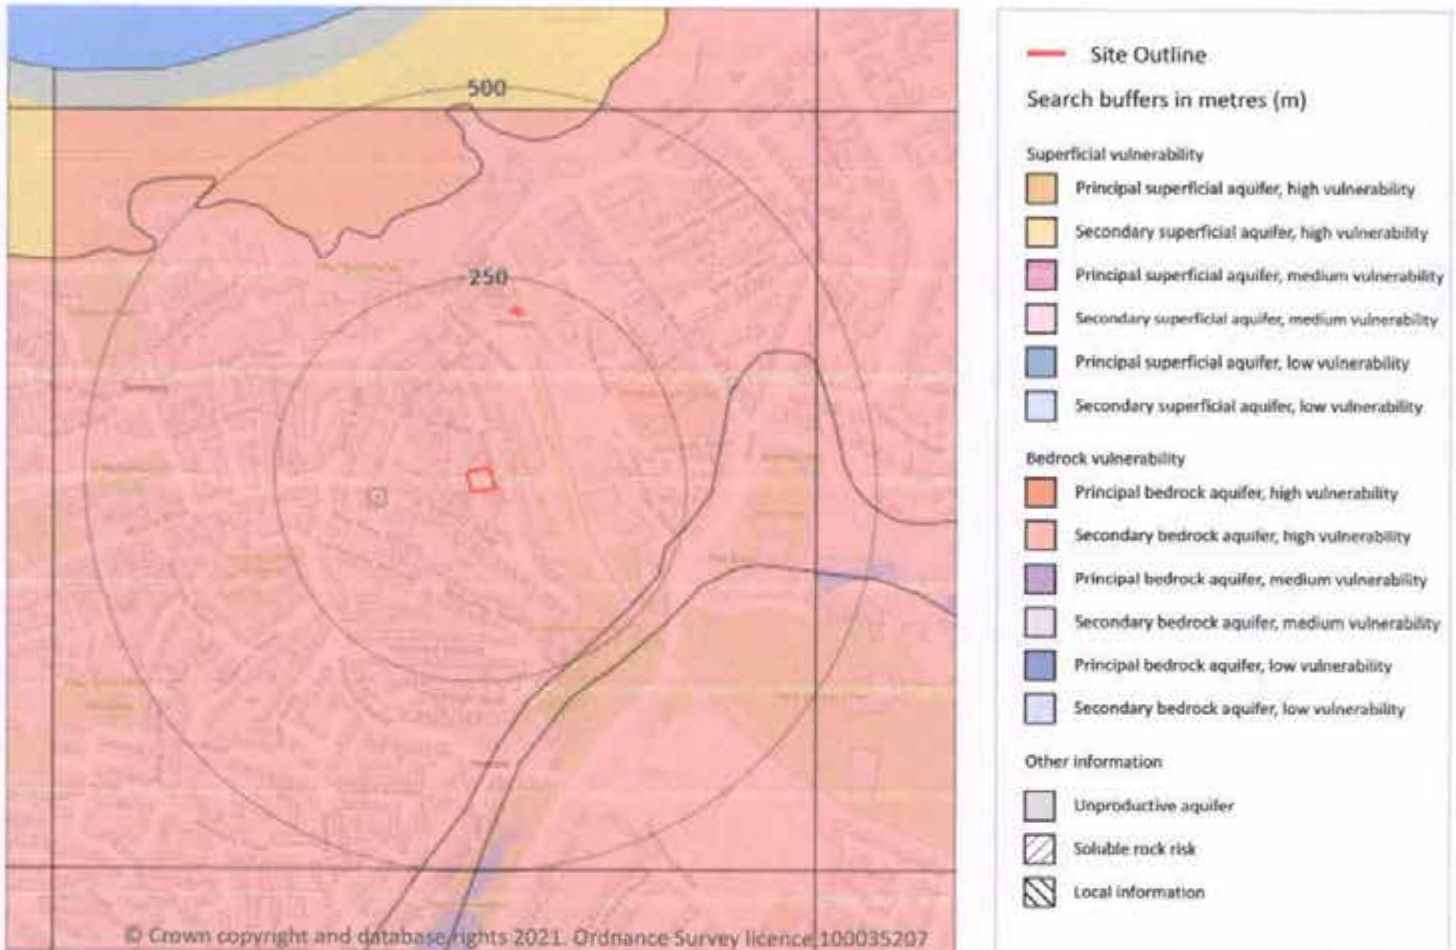 500
250
© Crown copyright and database rights 2021. Ordnance Survey licence 100035207
Site Outline
Search buffers in metres (m)
Superficial vulnerability
Principal superficial aquifer, high vulnerability
Secondary superficial aquifer, high vulnerability
Principal superficial aquifer, medium vulnerability
Secondary superficial aquifer, medium vulnerability
Principal superficial aquifer, low vulnerability
Secondary superficial aquifer, low vulnerability
Bedrock vulnerability
Principal bedrock aquifer, high vulnerability
Secondary bedrock aquifer, high vulnerability
Principal bedrock aquifer, medium vulnerability
Secondary bedrock aquifer, medium vulnerability
Principal bedrock aquifer, low vulnerability
Secondary bedrock aquifer, low vulnerability
Other information
Unproductive aquifer
Soluble rock risk
Local information